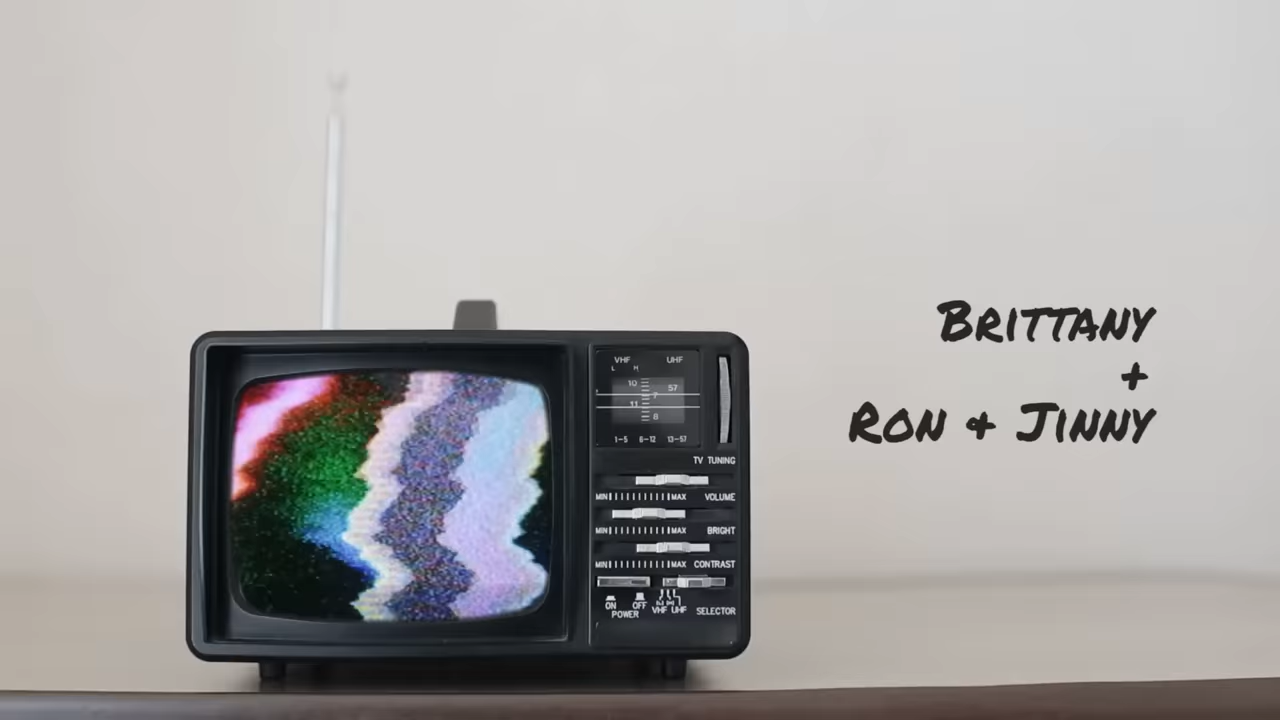 VHF UHF
L H
10 57
7
11
8
1-5 6-12 13-57
TV TUNING
MIN MAX VOLUME
MIN MAX BRIGHT
MIN MAX CONTRAST
ON OFF VHF UHF SELECTOR
POWER
BRITTANY
+
RON & JINNY